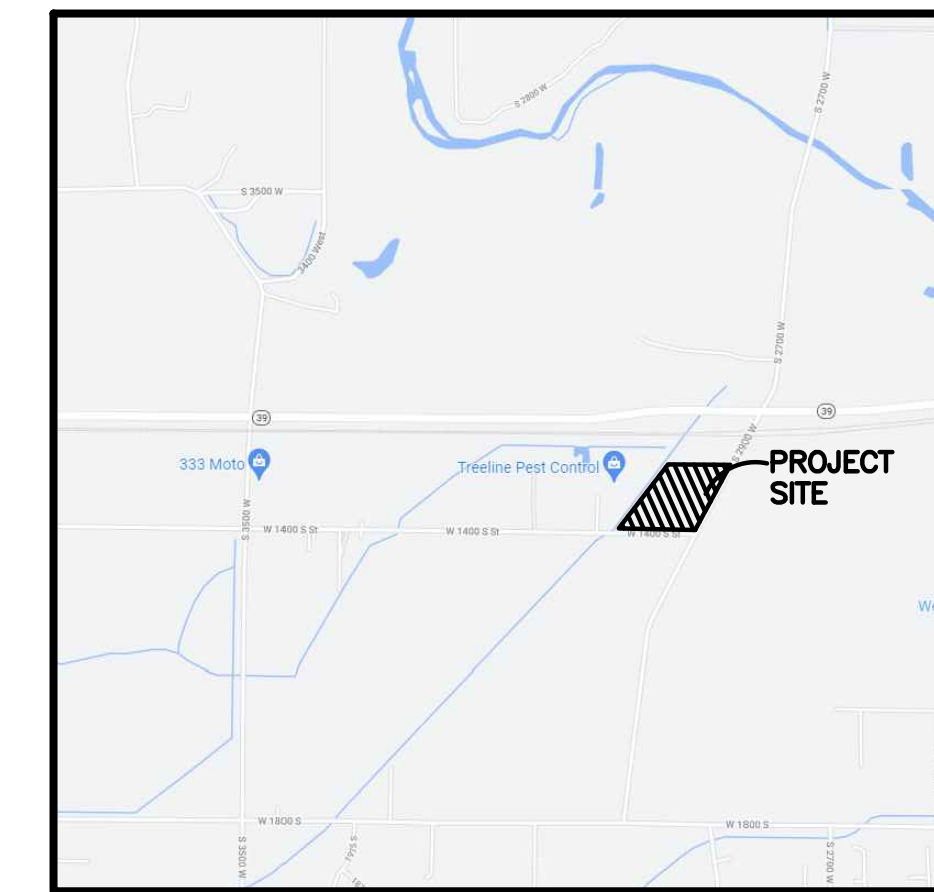 S 2700 W
S 2800 W
S 3500 W
3400 West
S 2700 W
39
39
S 2900 W
333 Moto
Treeline Pest Control
PROJECT
SITE
S 3500 W
W 1400 S St
W 1400 S St
W 1400 S St
W 1800 S
W 1800 S
S 3500 W
1975 S
S 2700 W